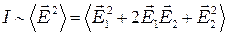 I ~ ⟨E⃗²⟩ = ⟨E⃗₁² + 2E⃗₁E⃗₂ + E⃗₂²⟩